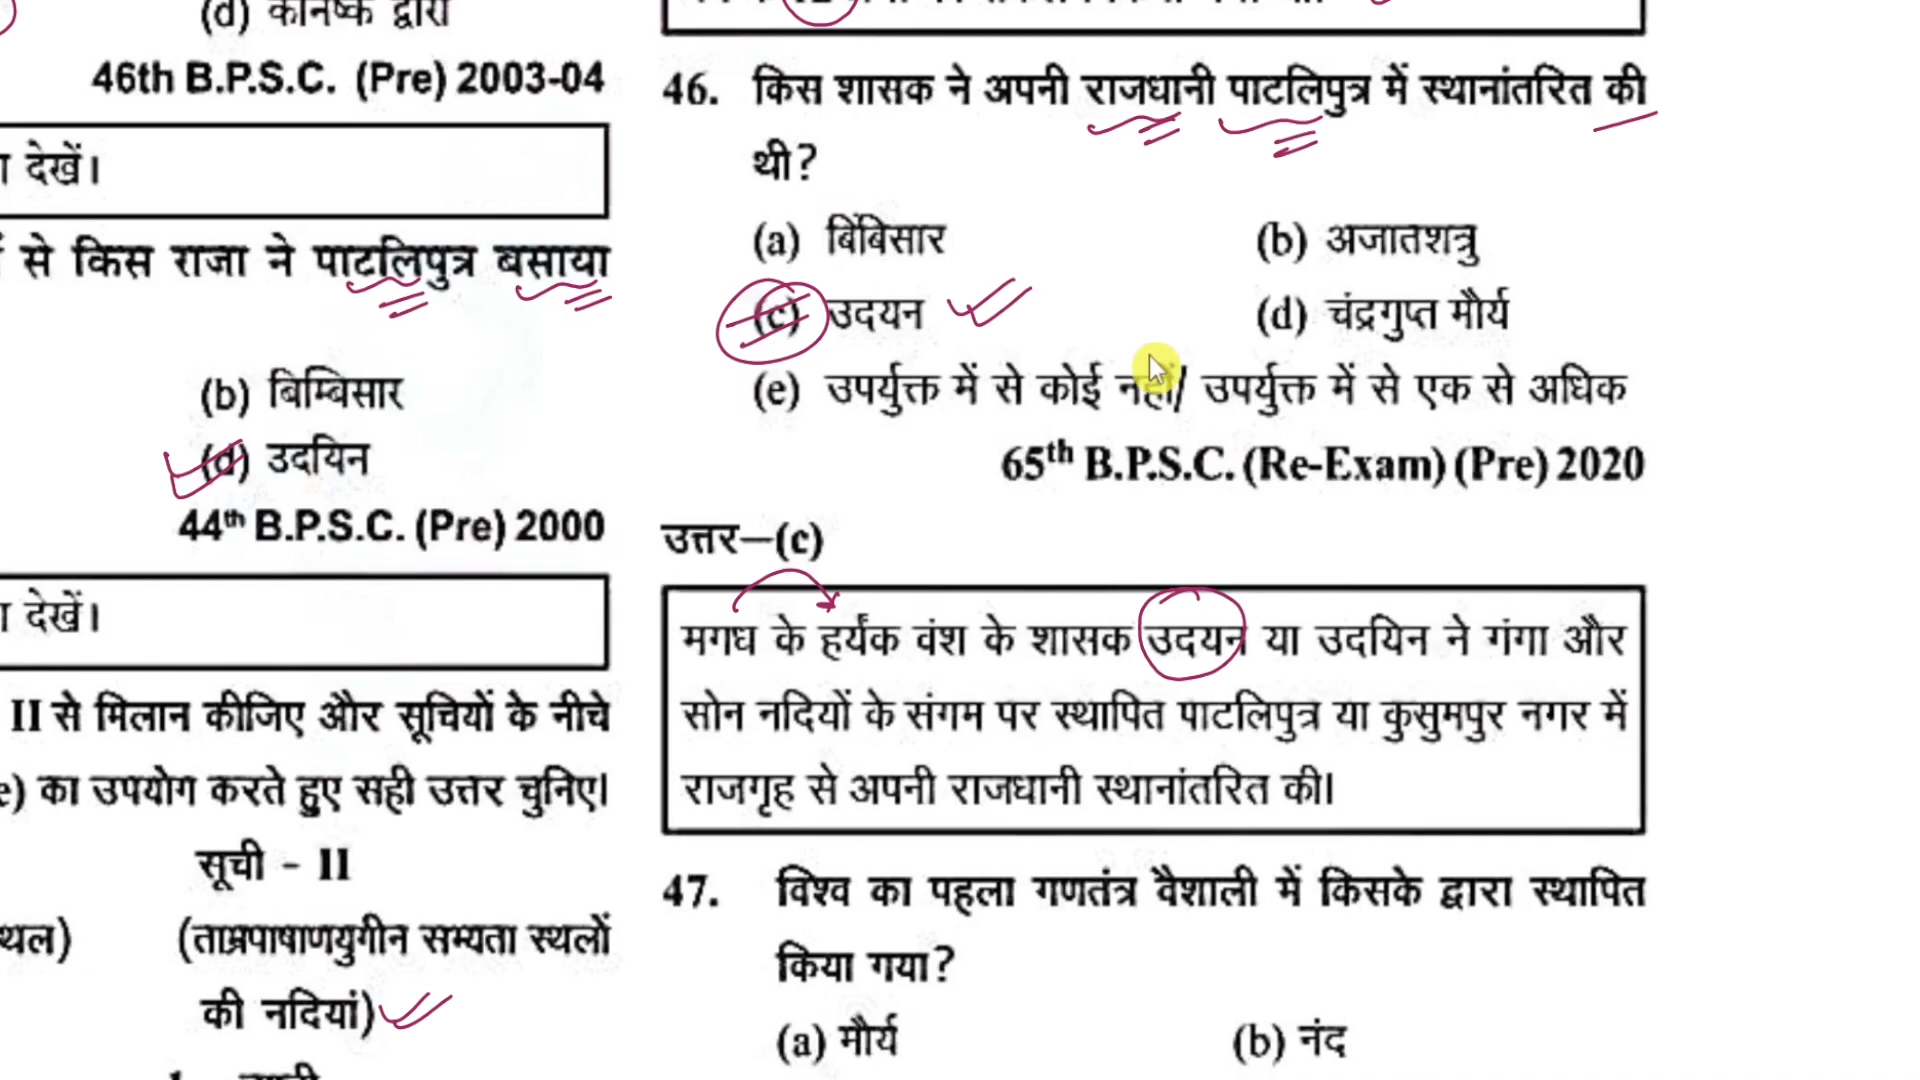 (d) कनिष्क द्वारा
46th B.P.S.C. (Pre) 2003-04
देखें।
से किस राजा ने पाटलिपुत्र बसाया
(b) बिम्बिसार
(d) उदयिन
44th B.P.S.C. (Pre) 2000
देखें।
II से मिलान कीजिए और सूचियों के नीचे
e) का उपयोग करते हुए सही उत्तर चुनिए।
सूची - II
थल) (ताम्रपाषाणयुगीन सभ्यता स्थलों
की नदियां)
46. किस शासक ने अपनी राजधानी पाटलिपुत्र में स्थानांतरित की
थी?
(a) बिंबिसार (b) अजातशत्रु
(c) उदयन (d) चंद्रगुप्त मौर्य
(e) उपर्युक्त में से कोई नहीं/ उपर्युक्त में से एक से अधिक
65th B.P.S.C. (Re-Exam) (Pre) 2020
उत्तर—(c)
मगध के हर्यंक वंश के शासक उदयन या उदयिन ने गंगा और
सोन नदियों के संगम पर स्थापित पाटलिपुत्र या कुसुमपुर नगर में
राजगृह से अपनी राजधानी स्थानांतरित की।
47. विश्व का पहला गणतंत्र वैशाली में किसके द्वारा स्थापित
किया गया?
(a) मौर्य (b) नंद